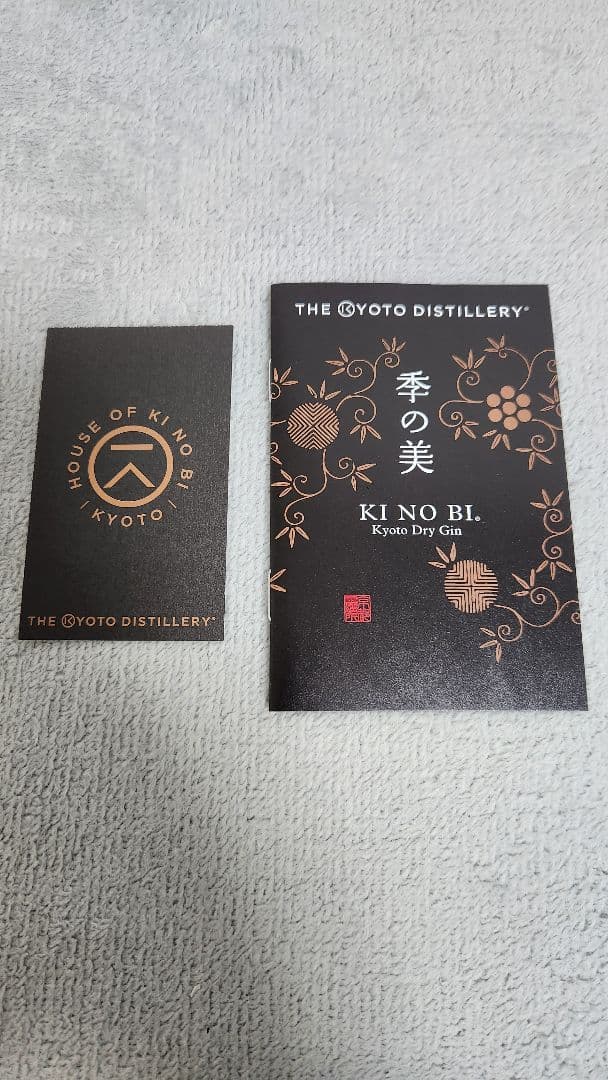 HOUSE OF KI NO BI
/ KYOTO /
THE KYOTO DISTILLERY
THE KYOTO DISTILLERY®
季の美
KI NO BI®
Kyoto Dry Gin